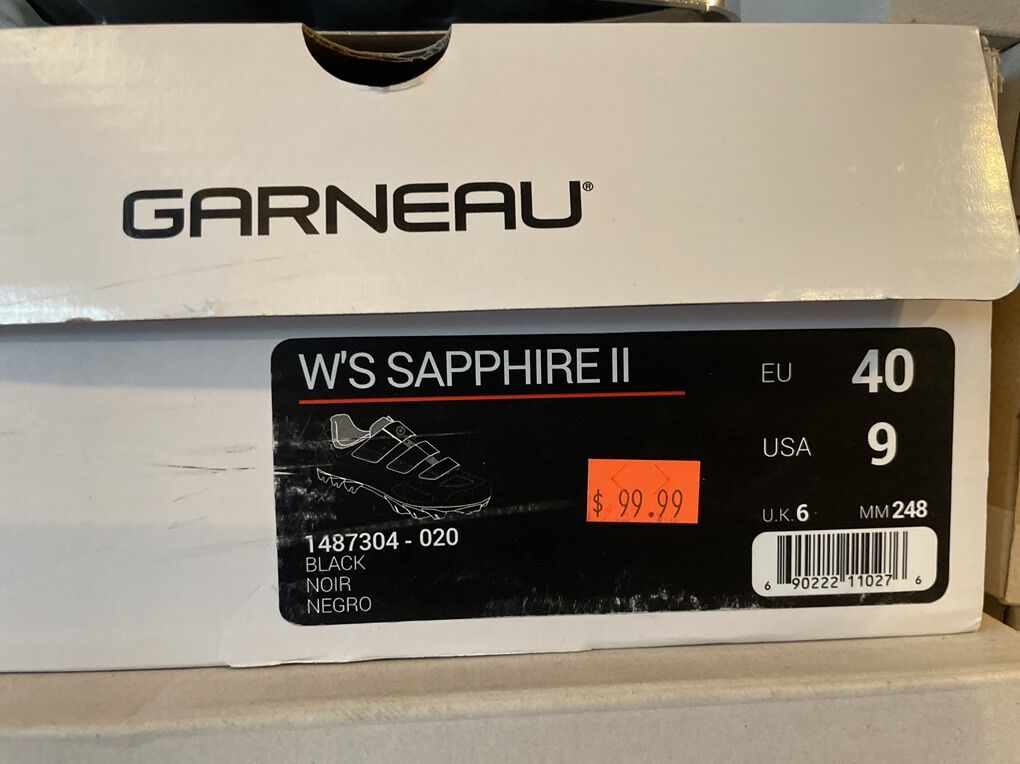 GARNEAU®
W'S SAPPHIRE II
EU 40
USA 9
$ 99.99
U.K. 6 MM 248
1487304 - 020
BLACK
NOIR
NEGRO
6 90222 11027 6